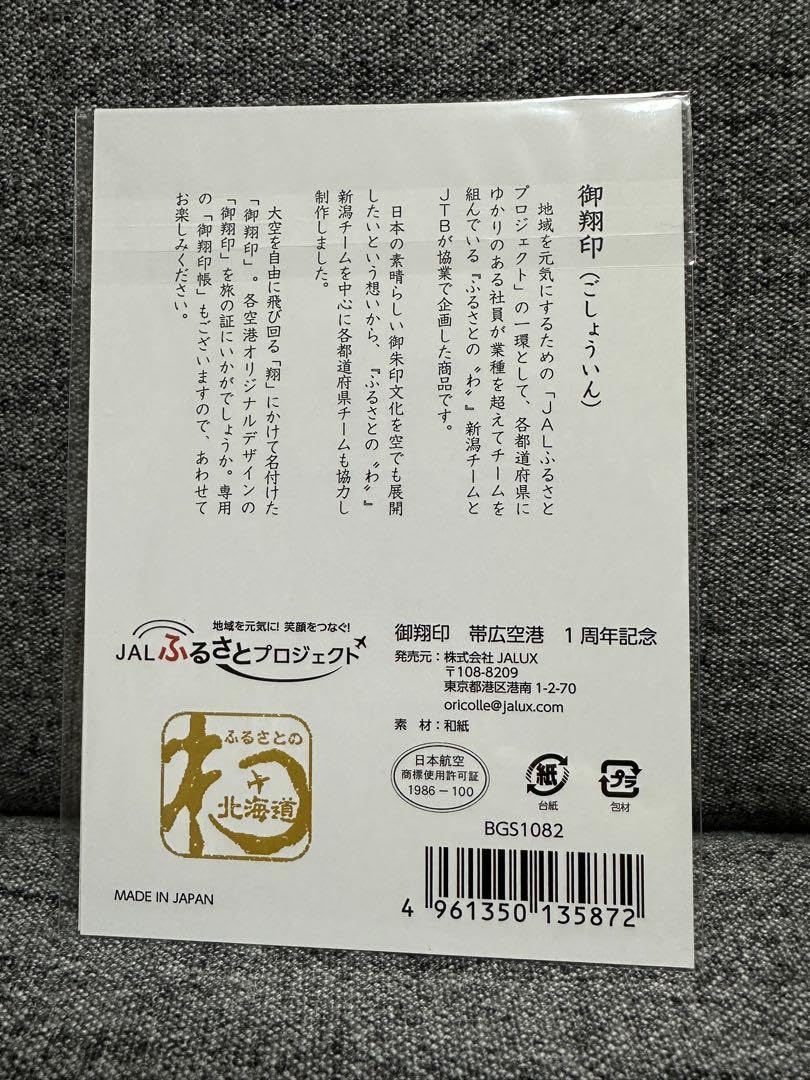 御翔印(ごしょういん)
地域を元気にするための「JALふるさと
プロジェクト」の一環として、各都道府県に
ゆかりのある社員が業種を超えてチームを
組んでいる『ふるさとの〝わ〟』新潟チームと
JTBが協業で企画した商品です。
日本の素晴らしい御朱印文化を空でも展開
したいという想いから、『ふるさとの〝わ〟』
新潟チームを中心に各都道府県チームも協力し
制作しました。
大空を自由に飛び回る「翔」にかけて名付けた
「御翔印」。各空港オリジナルデザインの
「御翔印」を旅の証にいかがでしょうか。専用
の「御翔印帳」もございますので、あわせて
お楽しみください。
地域を元気に!笑顔をつなぐ!
JALふるさとプロジェクト
ふるさとの
わ
北海道
MADE IN JAPAN
御翔印 帯広空港 1周年記念
発売元:株式会社 JALUX
〒108-8209
東京都港区港南 1-2-70
oricolle@jalux.com
素 材:和紙
日本航空
商標使用許可証
1986-100
紙
台紙
プラ
包材
BGS1082
4 961350 135872